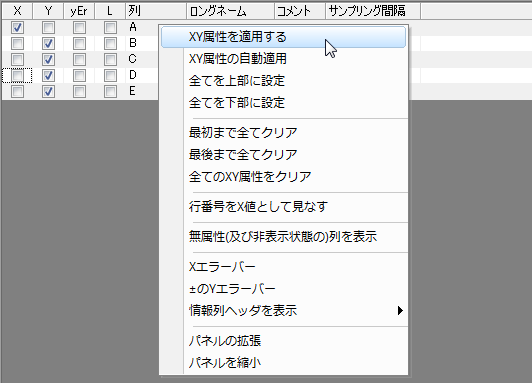 X Y yEr L 列 ロングネーム コメント サンプリング間隔
A
B
C
D
E
XY属性を適用する
XY属性の自動適用
全てを上部に設定
全てを下部に設定
最初まで全てクリア
最後まで全てクリア
全てのXY属性をクリア
行番号をX値として見なす
無属性(及び非表示状態の)列を表示
Xエラーバー
±のYエラーバー
情報列ヘッダを表示
パネルの拡張
パネルを縮小